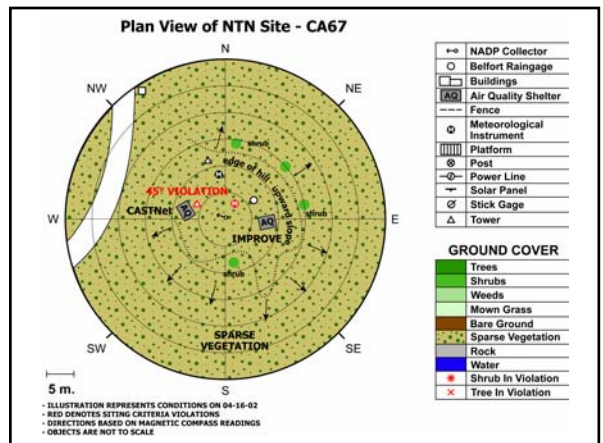 Plan View of NTN Site - CA67
N
NW
NE
shrub
edge of hill - upward slope
45° VIOLATION
CASTNet
AQ
W
E
AQ
IMPROVE
shrub
shrub
SPARSE
VEGETATION
SW
SE
S
5 m.
- ILLUSTRATION REPRESENTS CONDITIONS ON 04-16-02
- RED DENOTES SITING CRITERIA VIOLATIONS
- DIRECTIONS BASED ON MAGNETIC COMPASS READINGS
- OBJECTS ARE NOT TO SCALE
NADP Collector
Belfort Raingage
Buildings
AQ Air Quality Shelter
Fence
Meteorological
Instrument
Platform
Post
Power Line
Solar Panel
Stick Gage
Tower
GROUND COVER
Trees
Shrubs
Weeds
Mown Grass
Bare Ground
Sparse Vegetation
Rock
Water
Shrub In Violation
Tree In Violation